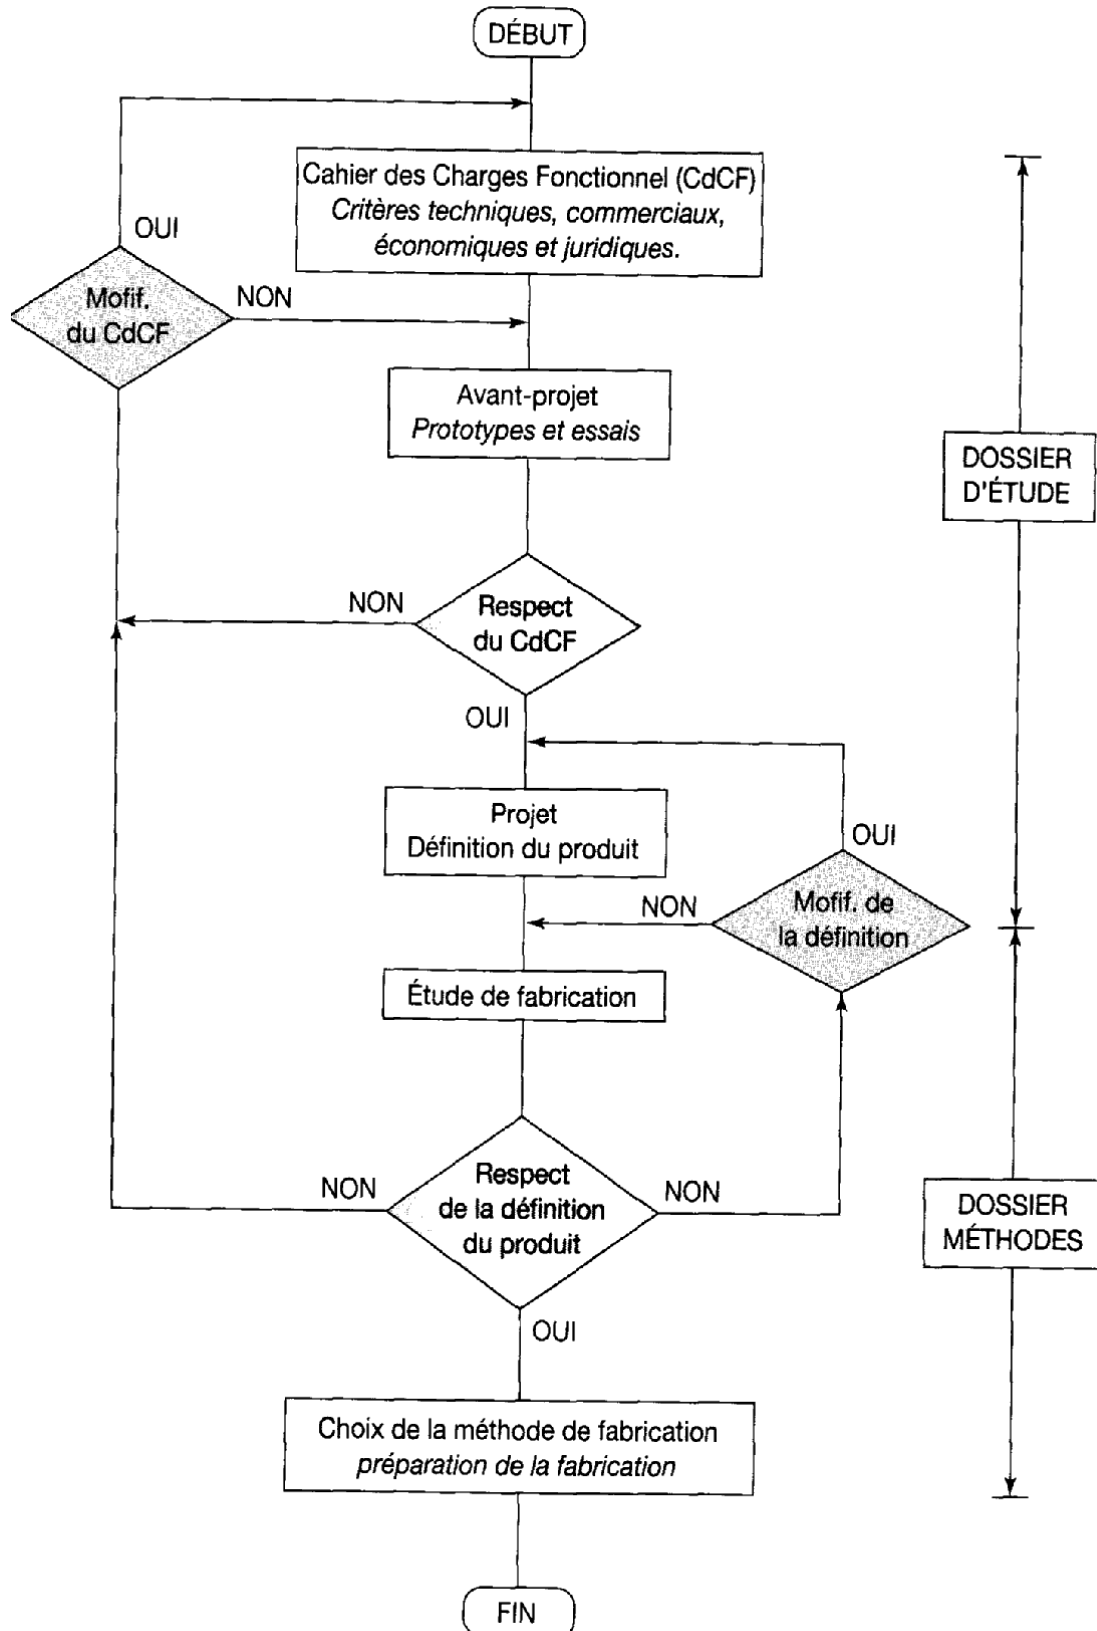 DÉBUT
Cahier des Charges Fonctionnel (CdCF)
Critères techniques, commerciaux,
économiques et juridiques.
OUI
Mofif.
du CdCF
NON
Avant-projet
Prototypes et essais
DOSSIER
D'ÉTUDE
NON
Respect
du CdCF
OUI
Projet
Définition du produit
OUI
NON
Mofif. de
la définition
Étude de fabrication
NON
Respect
de la définition
du produit
NON
DOSSIER
MÉTHODES
OUI
Choix de la méthode de fabrication
préparation de la fabrication
FIN